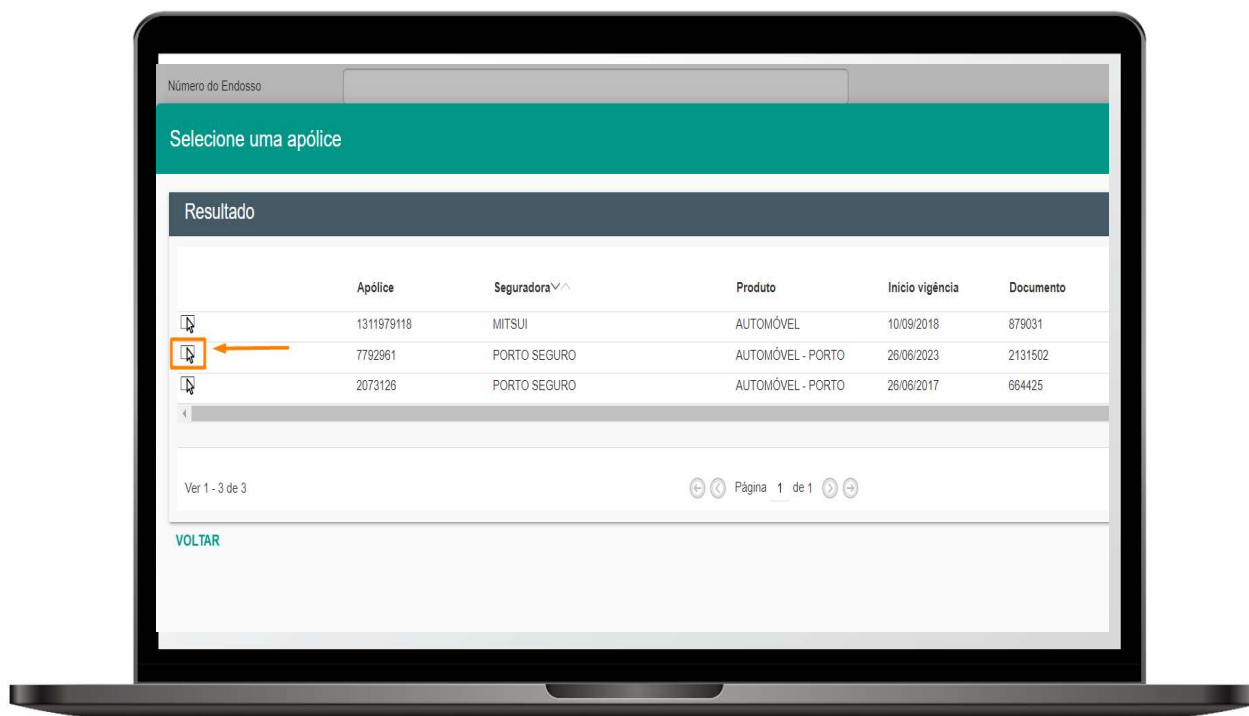 Número do Endosso
Selecione uma apólice
Resultado
Apólice Seguradora Produto Início vigência Documento
1311979118 MITSUI AUTOMÓVEL 10/09/2018 879031
7792961 PORTO SEGURO AUTOMÓVEL - PORTO 26/06/2023 2131502
2073126 PORTO SEGURO AUTOMÓVEL - PORTO 26/06/2017 664425
Ver 1 - 3 de 3 Página 1 de 1
VOLTAR